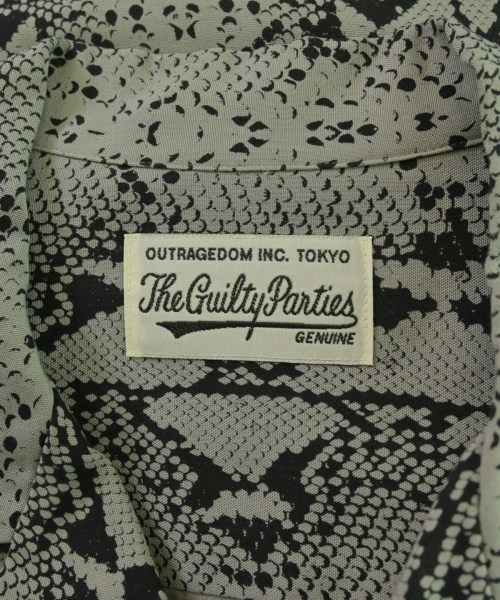 OUTRAGEDOM INC. TOKYO
The Guilty Parties
GENUINE